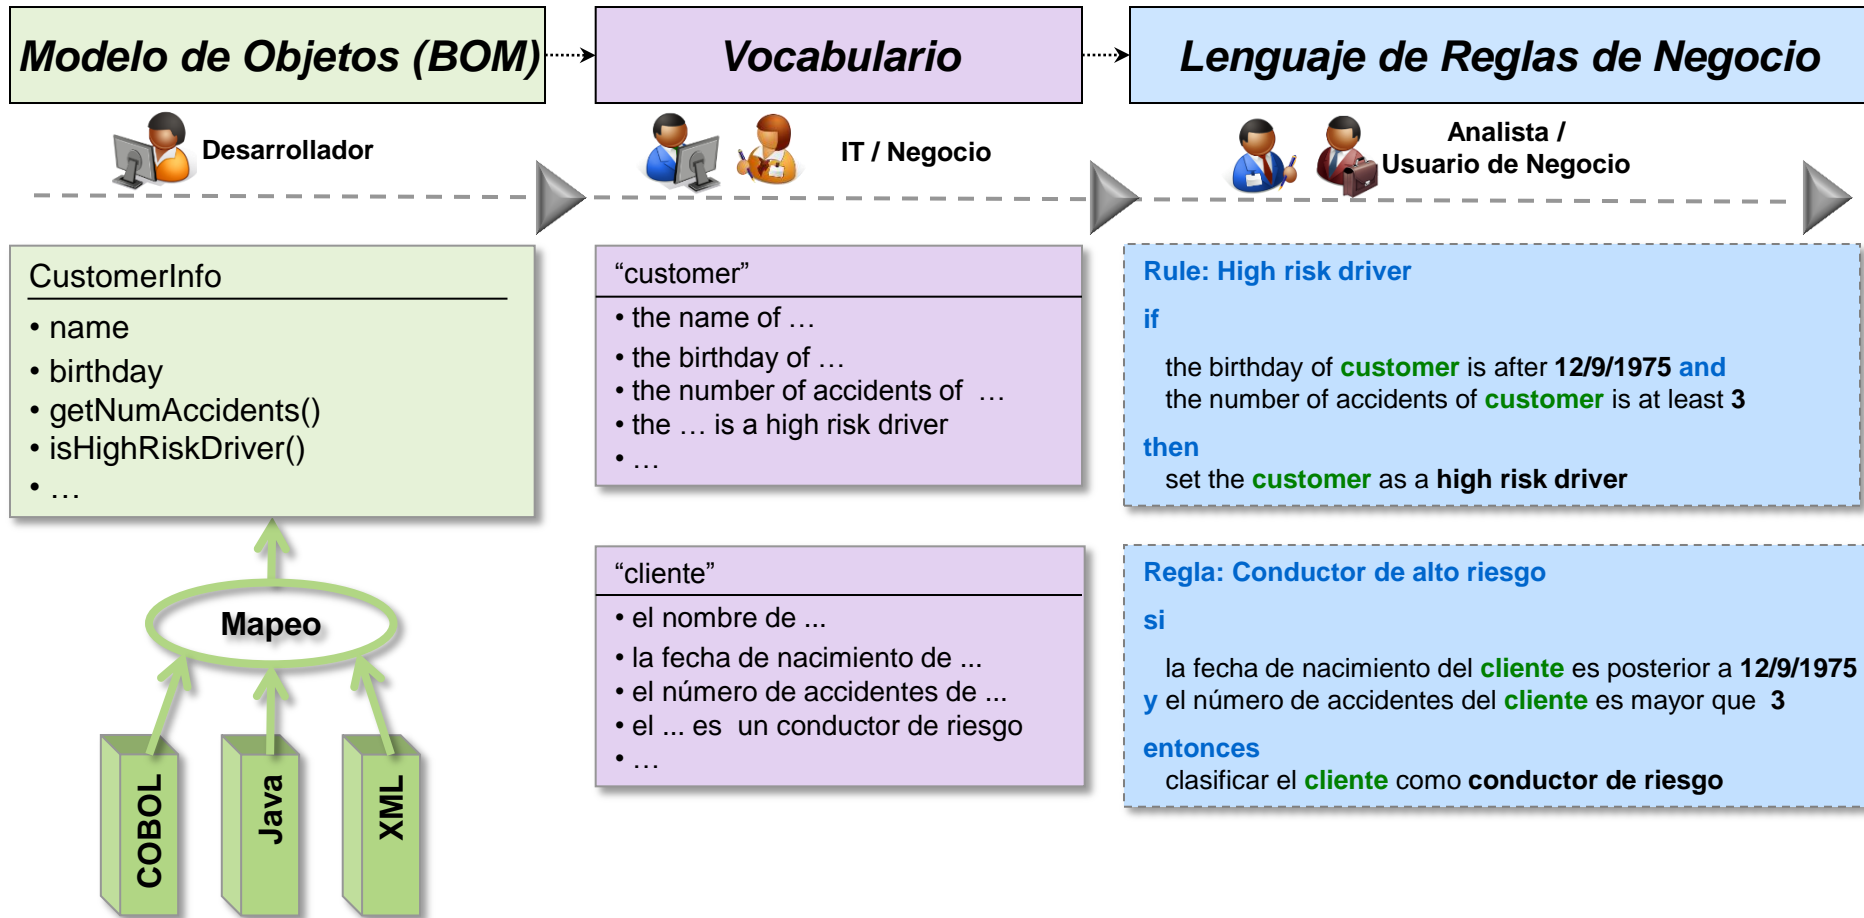 Modelo de Objetos (BOM)
Vocabulario
Lenguaje de Reglas de Negocio
Desarrollador
IT / Negocio
Analista /
Usuario de Negocio
CustomerInfo
• name
• birthday
• getNumAccidents()
• isHighRiskDriver()
• …
Mapeo
COBOL
Java
XML
“customer”
• the name of …
• the birthday of …
• the number of accidents of …
• the … is a high risk driver
• …
“cliente”
• el nombre de ...
• la fecha de nacimiento de ...
• el número de accidentes de ...
• el ... es un conductor de riesgo
• …
Rule: High risk driver
if
the birthday of customer is after 12/9/1975 and
the number of accidents of customer is at least 3
then
set the customer as a high risk driver
Regla: Conductor de alto riesgo
si
la fecha de nacimiento del cliente es posterior a 12/9/1975
y el número de accidentes del cliente es mayor que 3
entonces
clasificar el cliente como conductor de riesgo